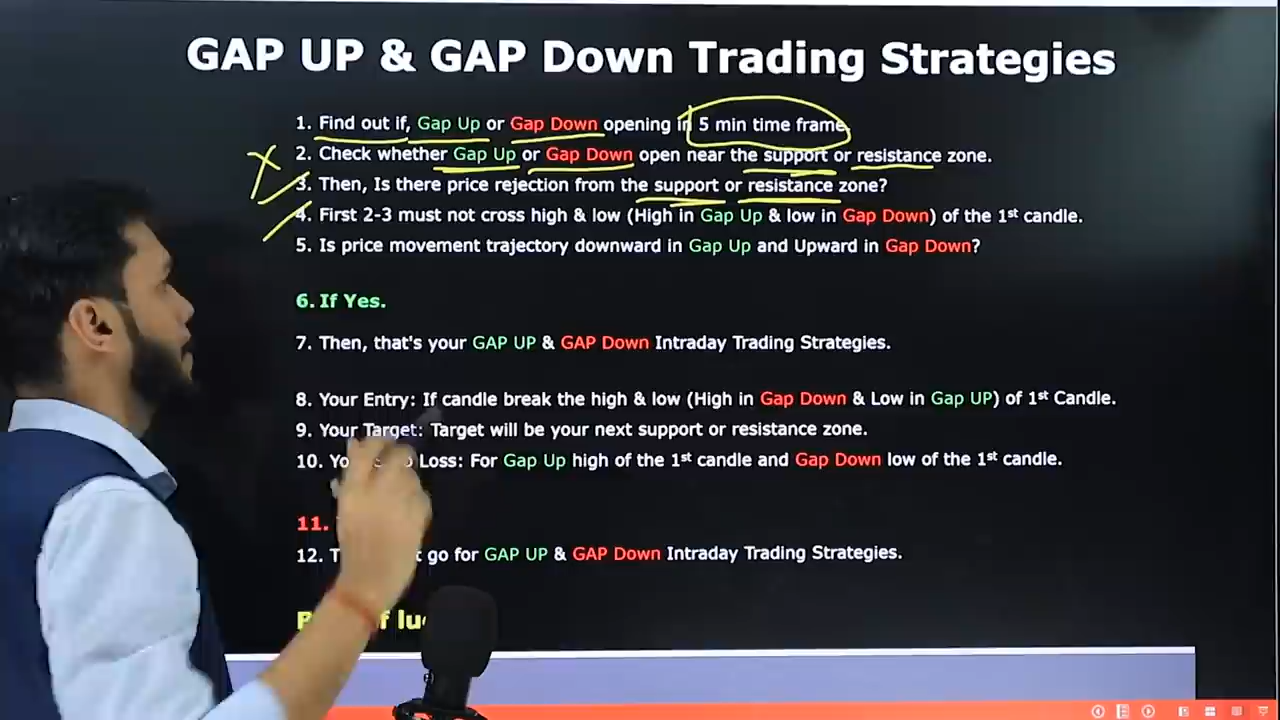 GAP UP & GAP Down Trading Strategies
1. Find out if, Gap Up or Gap Down opening in 5 min time frame.
2. Check whether Gap Up or Gap Down open near the support or resistance zone.
3. Then, Is there price rejection from the support or resistance zone?
4. First 2-3 must not cross high & low (High in Gap Up & low in Gap Down) of the 1st candle.
5. Is price movement trajectory downward in Gap Up and Upward in Gap Down?
6. If Yes.
7. Then, that's your GAP UP & GAP Down Intraday Trading Strategies.
8. Your Entry: If candle break the high & low (High in Gap Down & Low in Gap UP) of 1st Candle.
9. Your Target: Target will be your next support or resistance zone.
10. Loss: For Gap Up high of the 1st candle and Gap Down low of the 1st candle.
11.
12. go for GAP UP & GAP Down Intraday Trading Strategies.